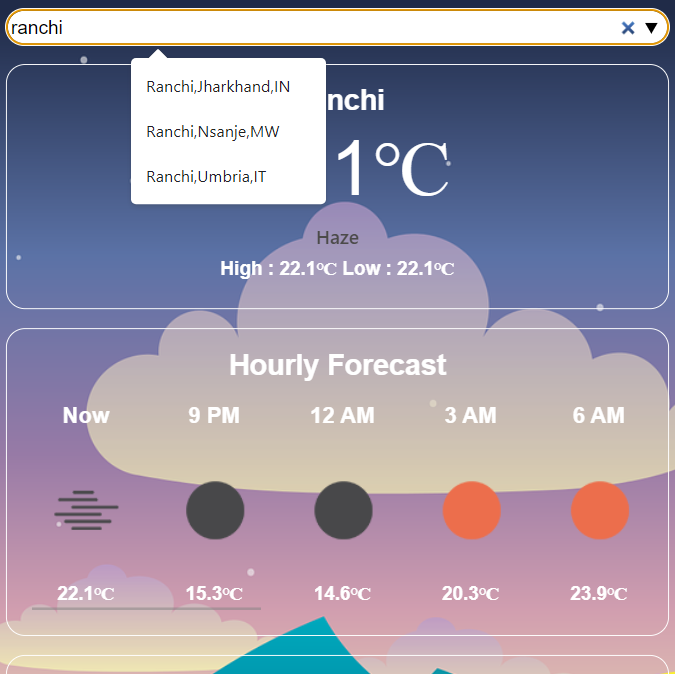 ranchi
Ranchi,Jharkhand,IN
Ranchi,Nsanje,MW
Ranchi,Umbria,IT
nchi
1°C
Haze
High : 22.1°C Low : 22.1°C
Hourly Forecast
Now 9 PM 12 AM 3 AM 6 AM
22.1°C 15.3°C 14.6°C 20.3°C 23.9°C